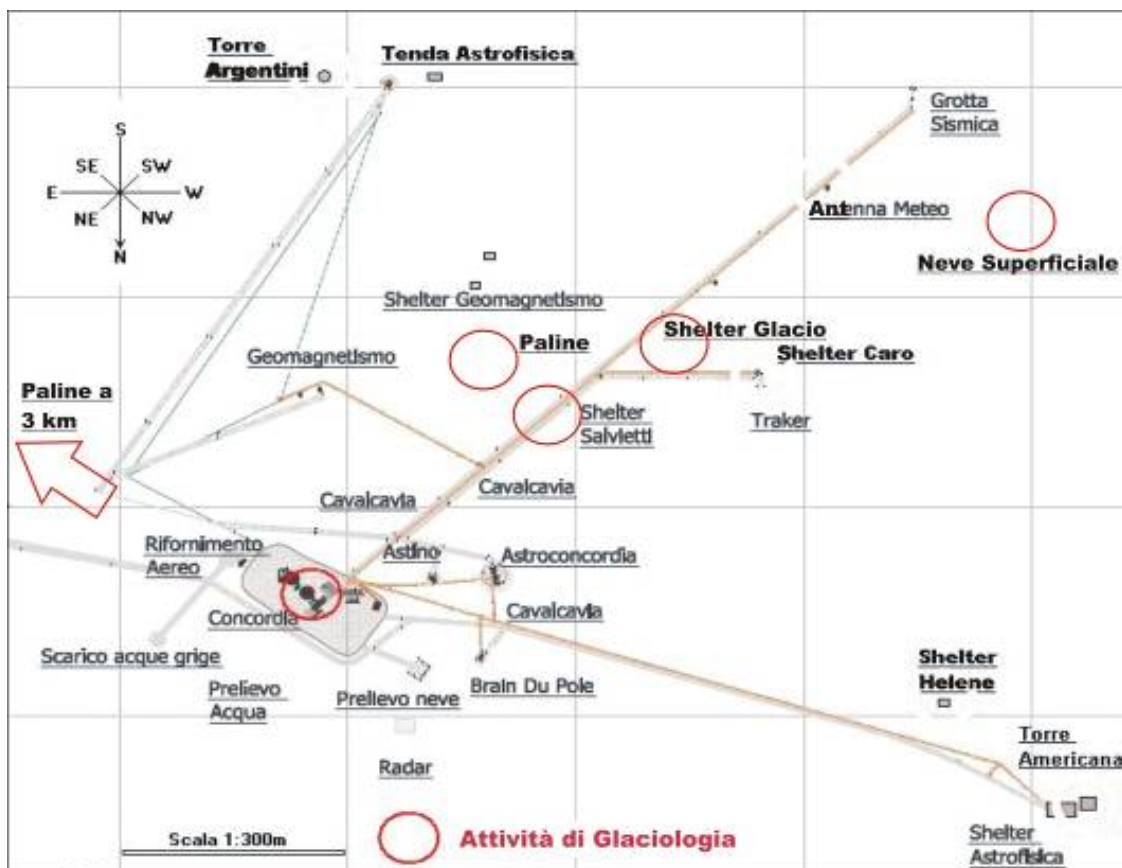 Torre
Argentini
Tenda Astrofisica
Grotta
Sismica
S
SE
SW
E
W
NE
NW
N
Antenna Meteo
Neve Superficiale
Shelter Geomagnetismo
Paline
Shelter Glacio
Geomagnetismo
Shelter Caro
Paline a
3 km
Shelter
Salvietti
Traker
Cavalcavia
Cavalcavia
Rifornimento
Aereo
Astino
Astroconcordia
Concordia
Cavalcavia
Scarico acque grige
Shelter
Helene
Prelievo
Acqua
Prelievo neve
Brain Du Pole
Torre
Americana
Radar
Scala 1:300m
Attività di Glaciologia
Shelter
Astrofisica